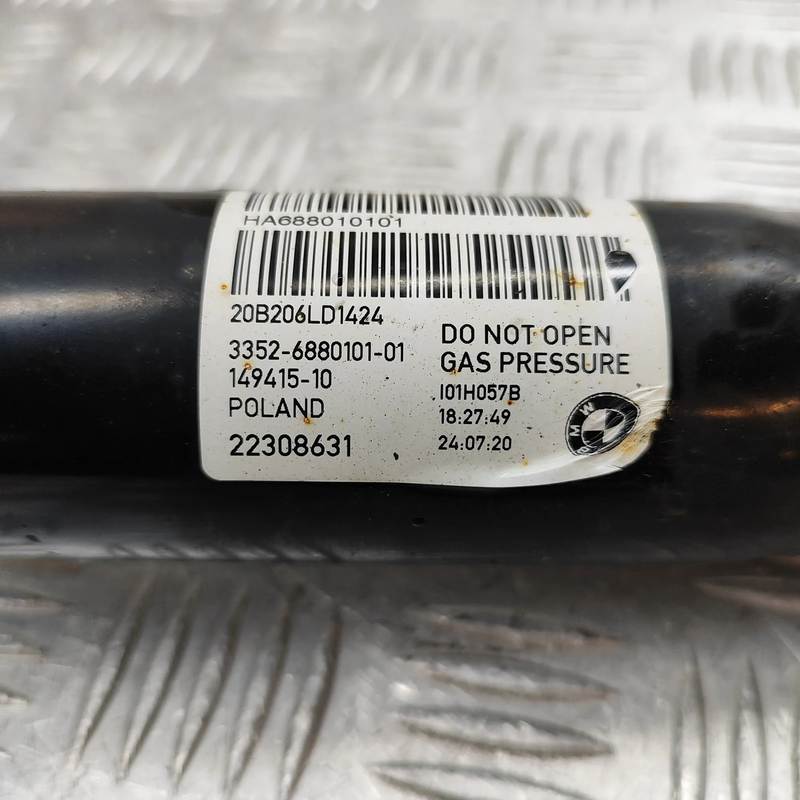 HA688010101
20B206LD1424
3352-6880101-01
149415-10
POLAND
22308631
DO NOT OPEN
GAS PRESSURE
I01H057B
18:27:49
24:07:20
BMW